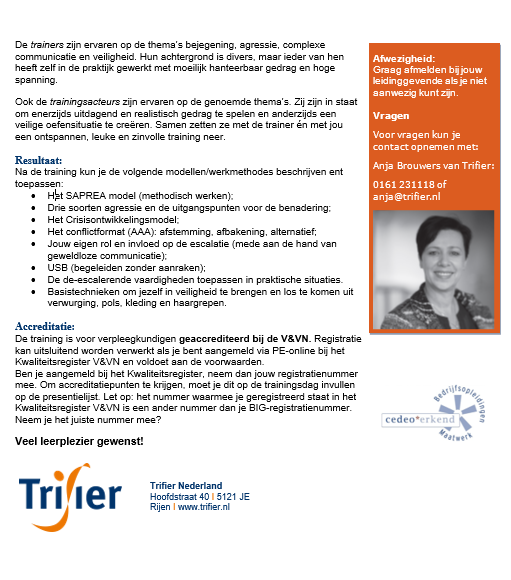 De trainers zijn ervaren op de thema's bejegening, agressie, complexe
communicatie en veiligheid. Hun achtergrond is divers, maar ieder van hen
heeft zelf in de praktijk gewerkt met moeilijk hanteerbaar gedrag en hoge
spanning.
Ook de trainingsacteurs zijn ervaren op de genoemde thema's. Zij zijn in staat
om enerzijds uitdagend en realistisch gedrag te spelen en anderzijds een
veilige oefensituatie te creëren. Samen zetten ze met de trainer én met jou
een ontspannen, leuke en zinvolle training neer.
Resultaat:
Na de training kun je de volgende modellen/werkmethodes beschrijven ent
toepassen:
• Het SAPREA model (methodisch werken);
• Drie soorten agressie en de uitgangspunten voor de benadering;
• Het Crisisontwikkelingsmodel;
• Het conflictformat (AAA): afstemming, afbakening, alternatief;
• Jouw eigen rol en invloed op de escalatie (mede aan de hand van
geweldloze communicatie);
• USB (begeleiden zonder aanraken);
• De de-escalerende vaardigheden toepassen in praktische situaties.
• Basistechnieken om jezelf in veiligheid te brengen en los te komen uit
verwurging, pols, kleding en haargrepen.
Accreditatie:
De training is voor verpleegkundigen geaccrediteerd bij de V&VN. Registratie
kan uitsluitend worden verwerkt als je bent aangemeld via PE-online bij het
Kwaliteitsregister V&VN en voldoet aan de voorwaarden.
Ben je aangemeld bij het Kwaliteitsregister, neem dan jouw registratienummer
mee. Om accreditatiepunten te krijgen, moet je dit op de trainingsdag invullen
op de presentielijst. Let op: het nummer waarmee je geregistreerd staat in het
Kwaliteitsregister V&VN is een ander nummer dan je BIG-registratienummer.
Neem je het juiste nummer mee?
Veel leerplezier gewenst!
Trifier
Trifier Nederland
Hoofdstraat 40 I 5121 JE
Rijen I www.trifier.nl
Afwezigheid:
Graag afmelden bij jouw
leidinggevende als je niet
aanwezig kunt zijn.
Vragen
Voor vragen kun je
contact opnemen met:
Anja Brouwers van Trifier:
0161 231118 of
anja@trifier.nl
Bedrijfsopleidingen
cedeo*erkend
Maatwerk